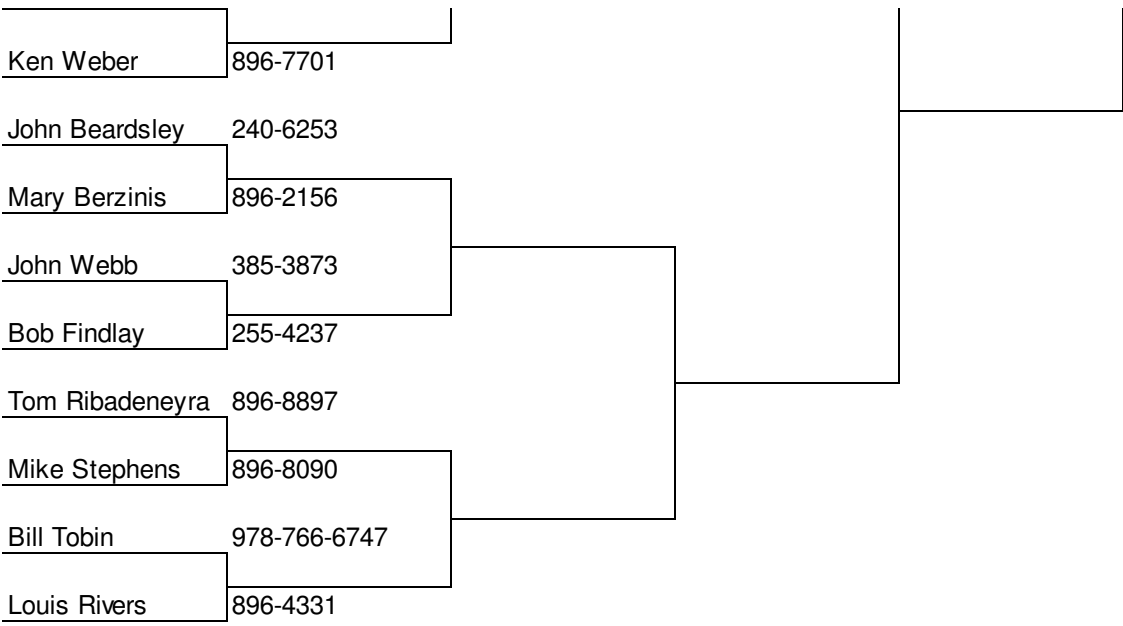 Ken Weber 896-7701
John Beardsley 240-6253
Mary Berzinis 896-2156
John Webb 385-3873
Bob Findlay 255-4237
Tom Ribadeneyra 896-8897
Mike Stephens 896-8090
Bill Tobin 978-766-6747
Louis Rivers 896-4331